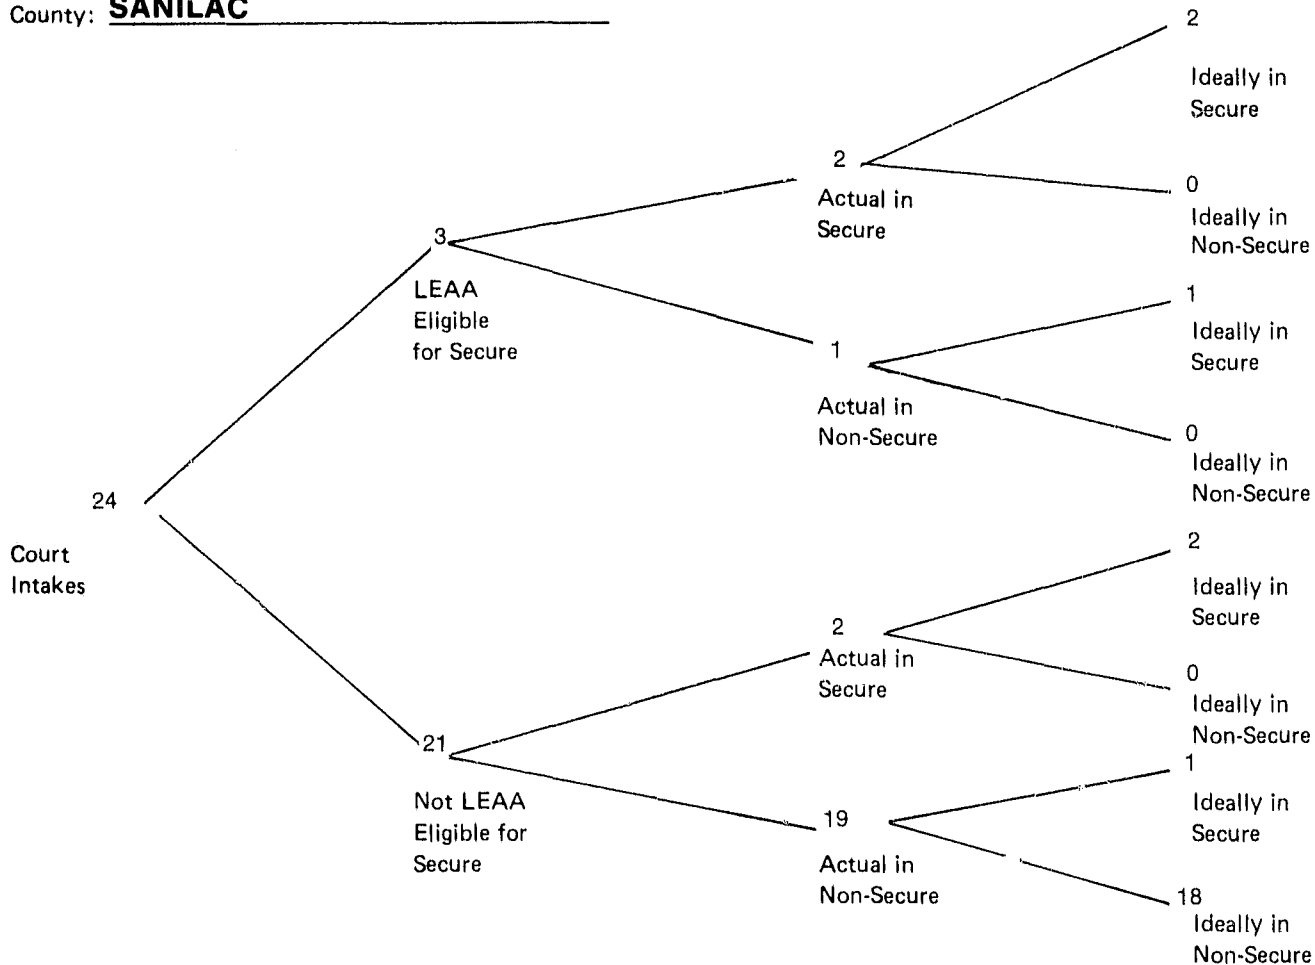 County: SANILAC
2
Ideally in
Secure
2
Actual in
Secure
0
Ideally in
Non-Secure
3
LEAA
Eligible
for Secure
1
Ideally in
Secure
1
Actual in
Non-Secure
0
Ideally in
Non-Secure
24
Court
Intakes
2
Ideally in
Secure
2
Actual in
Secure
0
Ideally in
Non-Secure
21
Not LEAA
Eligible for
Secure
1
Ideally in
Secure
19
Actual in
Non-Secure
18
Ideally in
Non-Secure